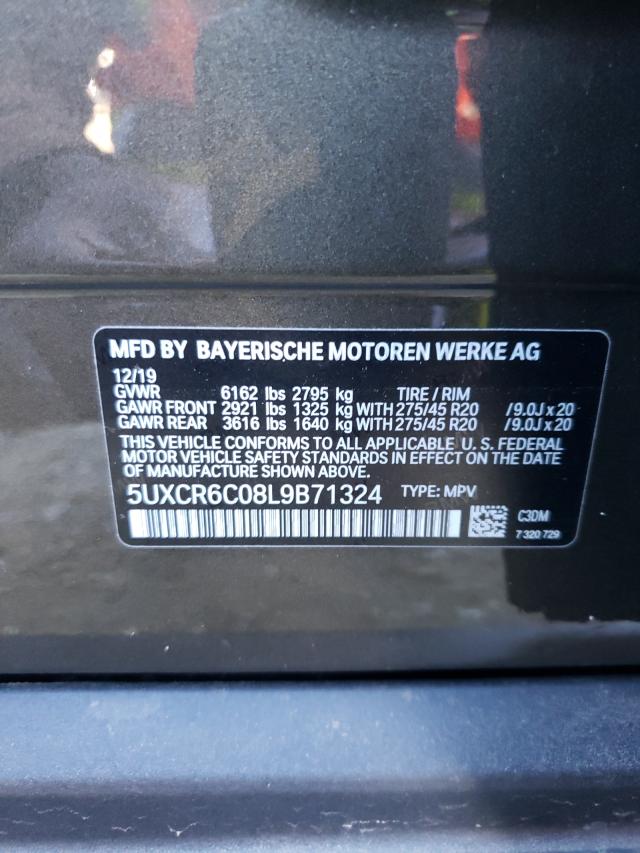 MFD BY BAYERISCHE MOTOREN WERKE AG
12/19
GVWR 6162 lbs 2795 kg TIRE / RIM
GAWR FRONT 2921 lbs 1325 kg WITH 275/45 R20 /9.0J x 20
GAWR REAR 3616 lbs 1640 kg WITH 275/45 R20 /9.0J x 20
THIS VEHICLE CONFORMS TO ALL APPLICABLE U. S. FEDERAL
MOTOR VEHICLE SAFETY STANDARDS IN EFFECT ON THE DATE
OF MANUFACTURE SHOWN ABOVE.
5UXCR6C08L9B71324 TYPE: MPV
C3DM
7 320 729